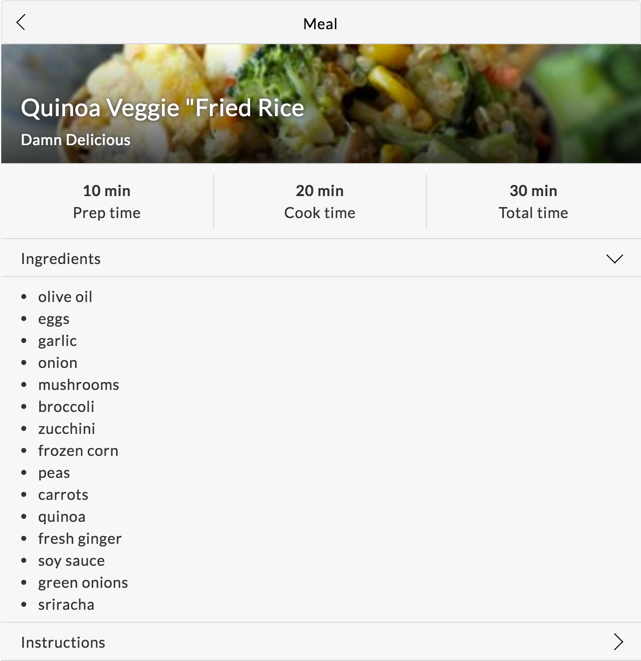 Meal
Quinoa Veggie "Fried Rice
Damn Delicious
10 min
Prep time
20 min
Cook time
30 min
Total time
Ingredients
• olive oil
• eggs
• garlic
• onion
• mushrooms
• broccoli
• zucchini
• frozen corn
• peas
• carrots
• quinoa
• fresh ginger
• soy sauce
• green onions
• sriracha
Instructions